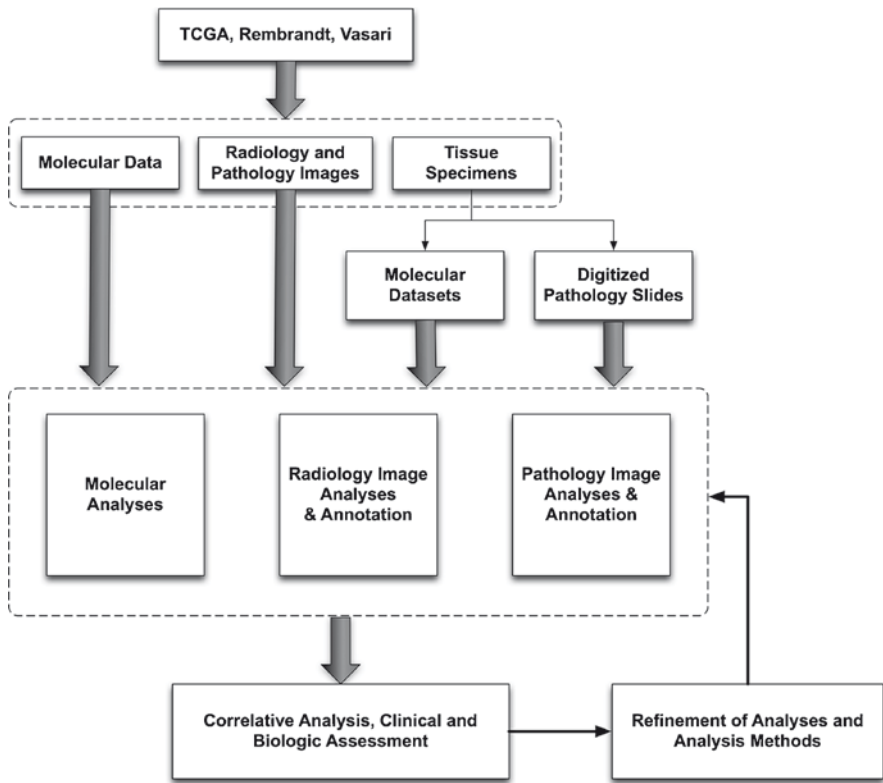 TCGA, Rembrandt, Vasari
Molecular Data
Radiology and
Pathology Images
Tissue
Specimens
Molecular
Datasets
Digitized
Pathology Slides
Molecular
Analyses
Radiology Image
Analyses
& Annotation
Pathology Image
Analyses &
Annotation
Correlative Analysis, Clinical and
Biologic Assessment
Refinement of Analyses and
Analysis Methods